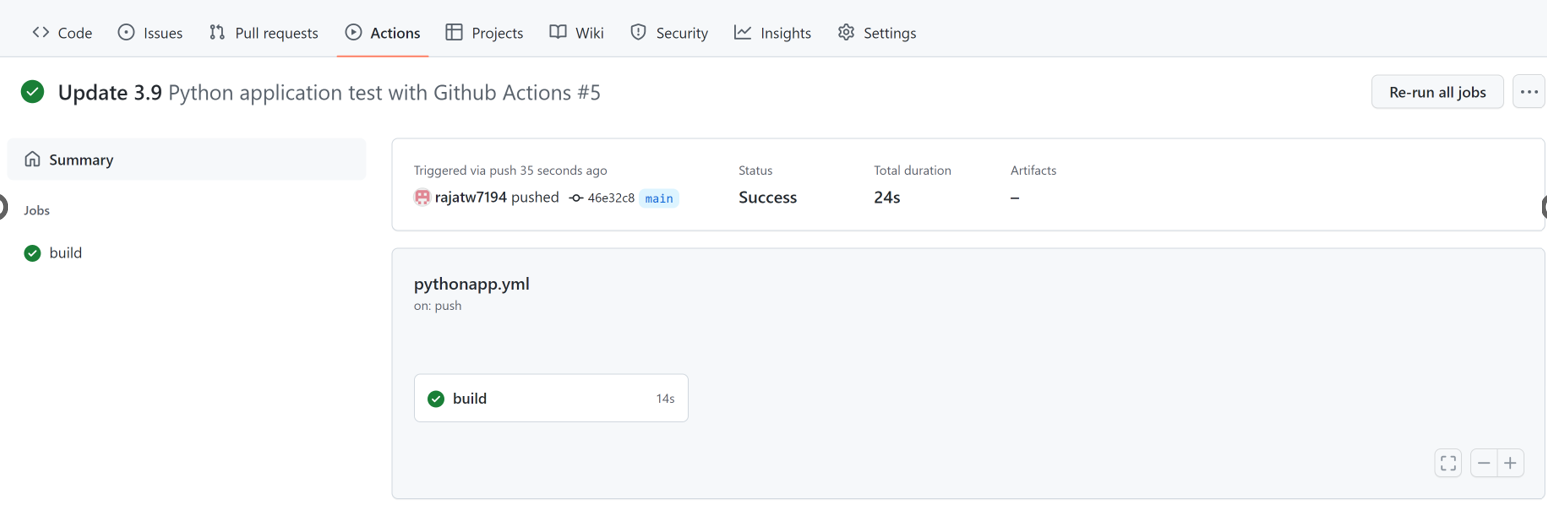 Code Issues Pull requests Actions Projects Wiki Security Insights Settings
Update 3.9 Python application test with Github Actions #5
Re-run all jobs
Summary
Jobs
build
Triggered via push 35 seconds ago
rajatw7194 pushed 46e32c8 main
Status
Success
Total duration
24s
Artifacts
–
pythonapp.yml
on: push
build 14s